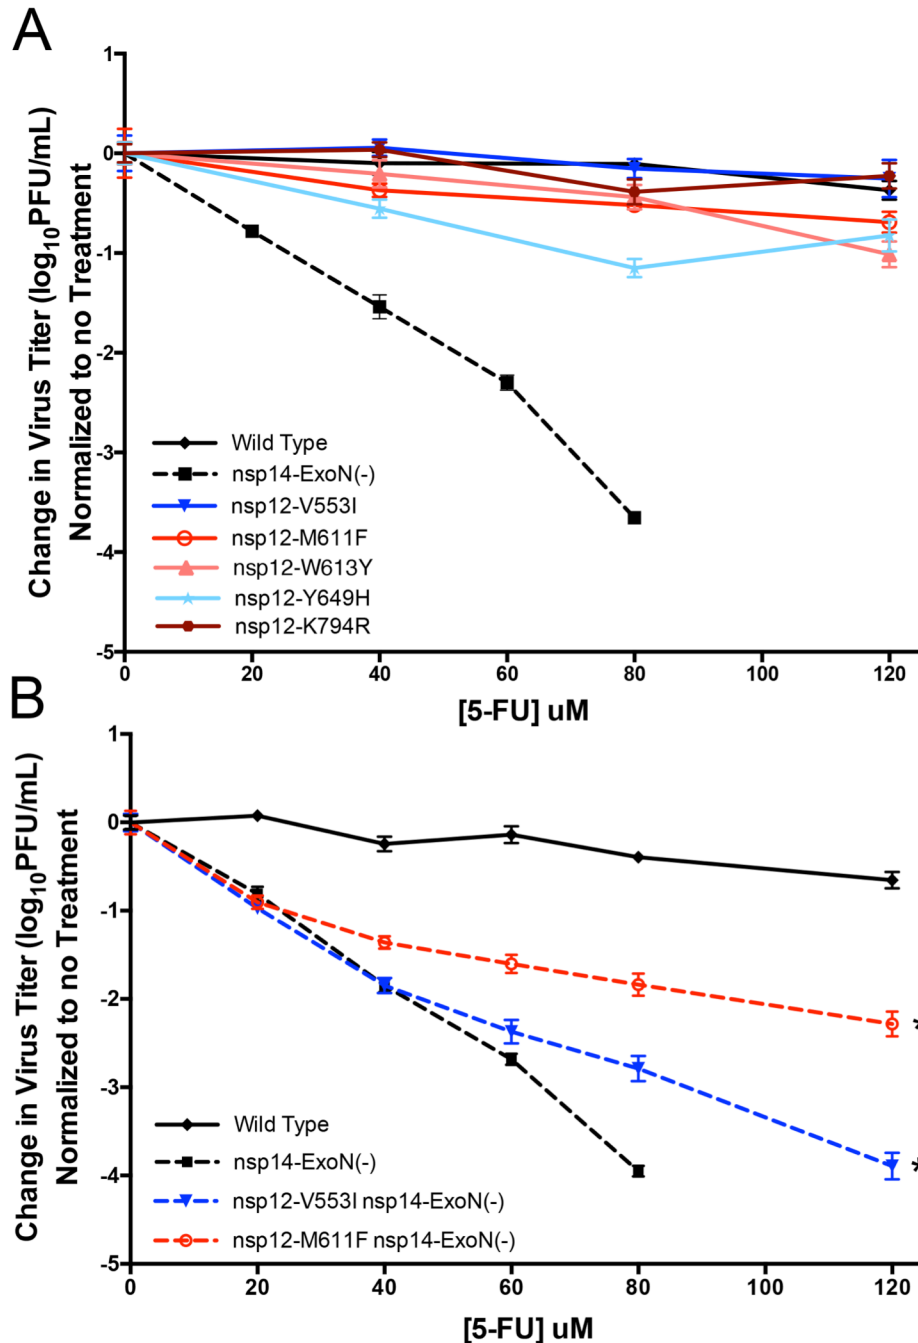 A
Change in Virus Titer (log10PFU/mL)
Normalized to no Treatment
1
0
-1
-2
-3
-4
-5
Wild Type
nsp14-ExoN(-)
nsp12-V553I
nsp12-M611F
nsp12-W613Y
nsp12-Y649H
nsp12-K794R
0 20 40 60 80 100 120
[5-FU] uM
B
Change in Virus Titer (log10PFU/mL)
Normalized to no Treatment
1
0
-1
-2
-3
-4
-5
*
*
Wild Type
nsp14-ExoN(-)
nsp12-V553I nsp14-ExoN(-)
nsp12-M611F nsp14-ExoN(-)
0 20 40 60 80 100 120
[5-FU] uM